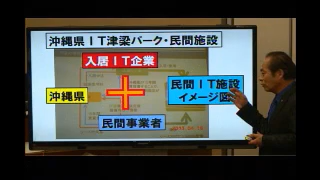 沖縄県ＩＴ津梁パーク・民間施設
入居ＩＴ企業
沖縄県
民間ＩＴ施設
イメージ図
民間事業者